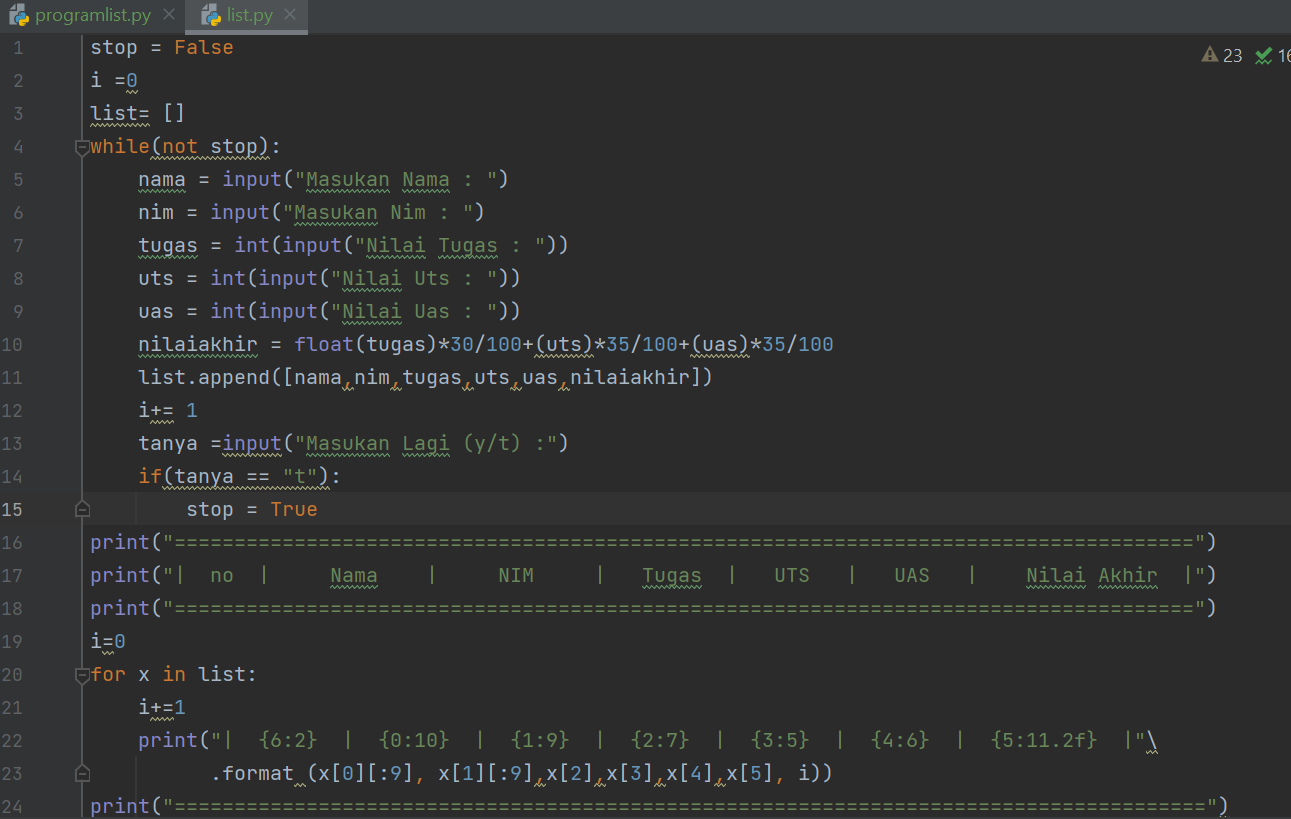 programlist.py
list.py
23
16
1 stop = False
2 i =0
3 list= []
4 while(not stop):
5     nama = input("Masukan Nama : ")
6     nim = input("Masukan Nim : ")
7     tugas = int(input("Nilai Tugas : "))
8     uts = int(input("Nilai Uts : "))
9     uas = int(input("Nilai Uas : "))
10     nilaiakhir = float(tugas)*30/100+(uts)*35/100+(uas)*35/100
11     list.append([nama,nim,tugas,uts,uas,nilaiakhir])
12     i+= 1
13     tanya =input("Masukan Lagi (y/t) :")
14     if(tanya == "t"):
15         stop = True
16 print("=====================================================================================")
17 print("|  no  |     Nama    |     NIM     |   Tugas  |   UTS   |   UAS   |    Nilai Akhir  |")
18 print("=====================================================================================")
19 i=0
20 for x in list:
21     i+=1
22     print("|  {6:2}  |  {0:10}  |  {1:9}  |  {2:7}  |  {3:5}  |  {4:6}  |  {5:11.2f}  |"\
23           .format (x[0][:9], x[1][:9],x[2],x[3],x[4],x[5], i))
24 print("======================================================================================")